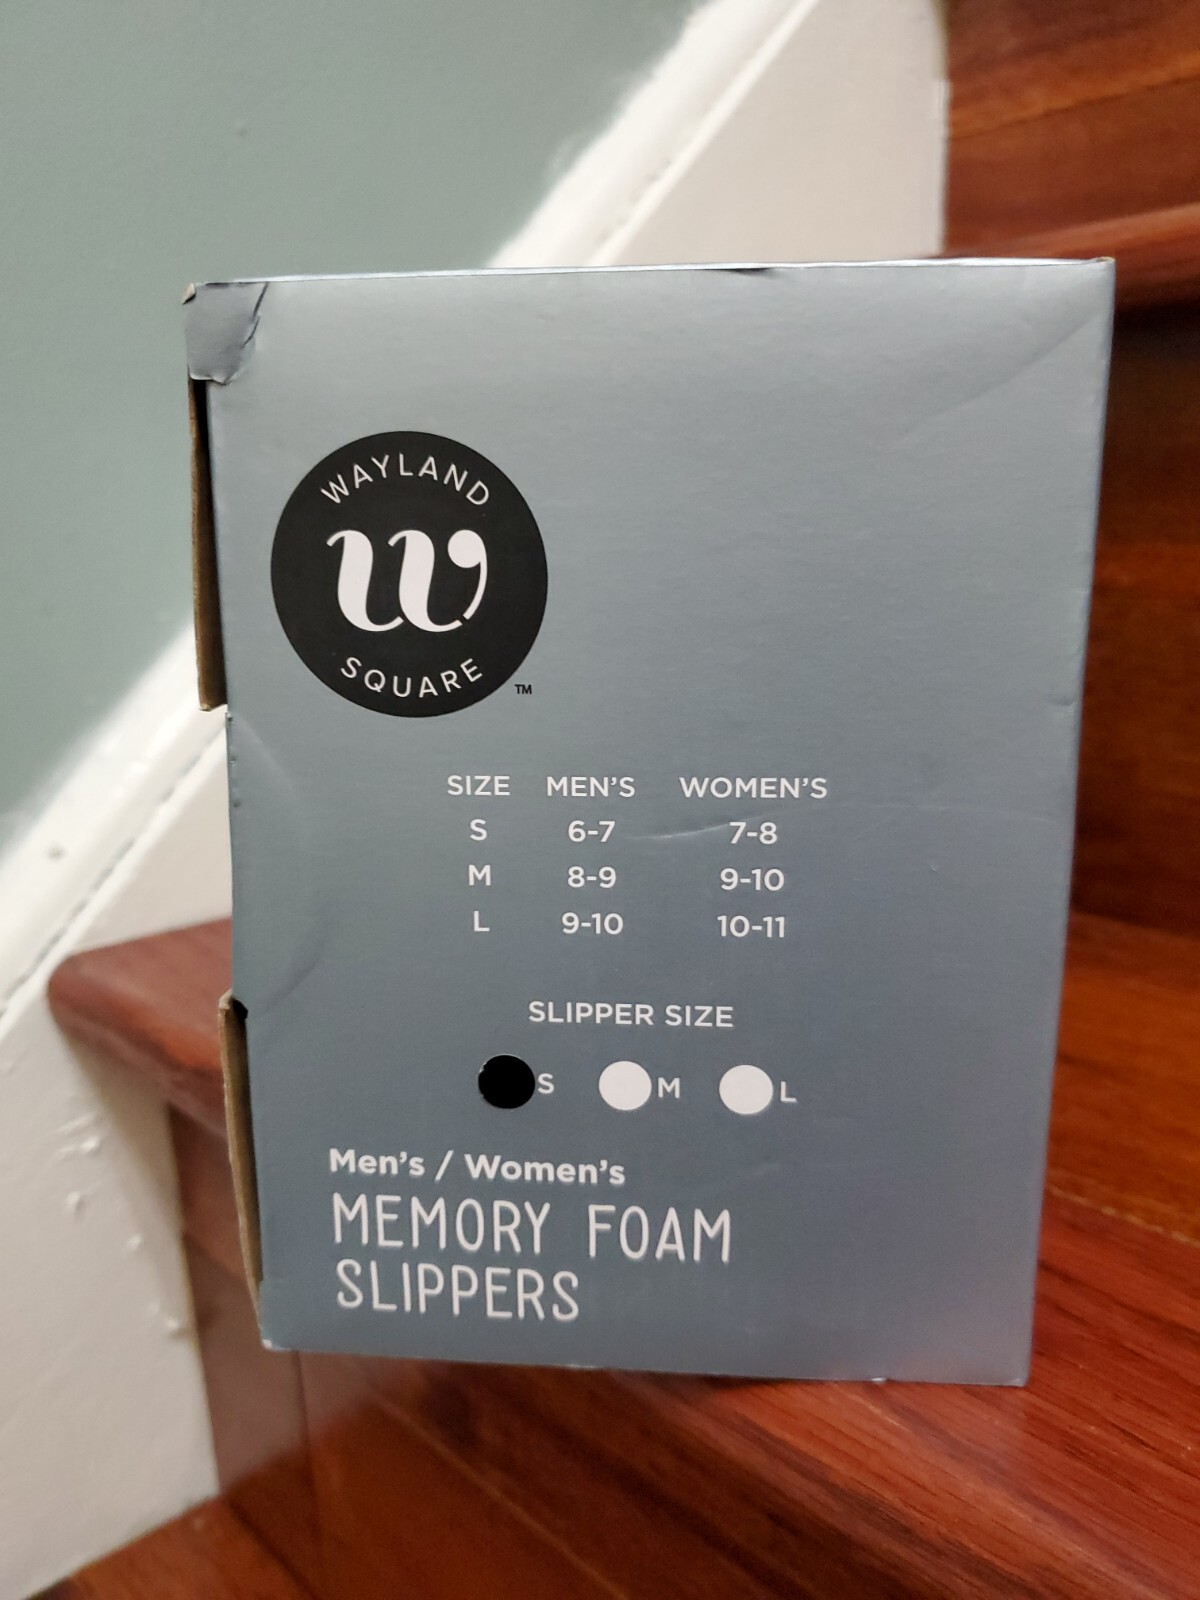 WAYLAND
W
SQUARE
™
SIZE MEN'S WOMEN'S
S 6-7 7-8
M 8-9 9-10
L 9-10 10-11
SLIPPER SIZE
S M L
Men's / Women's
MEMORY FOAM
SLIPPERS